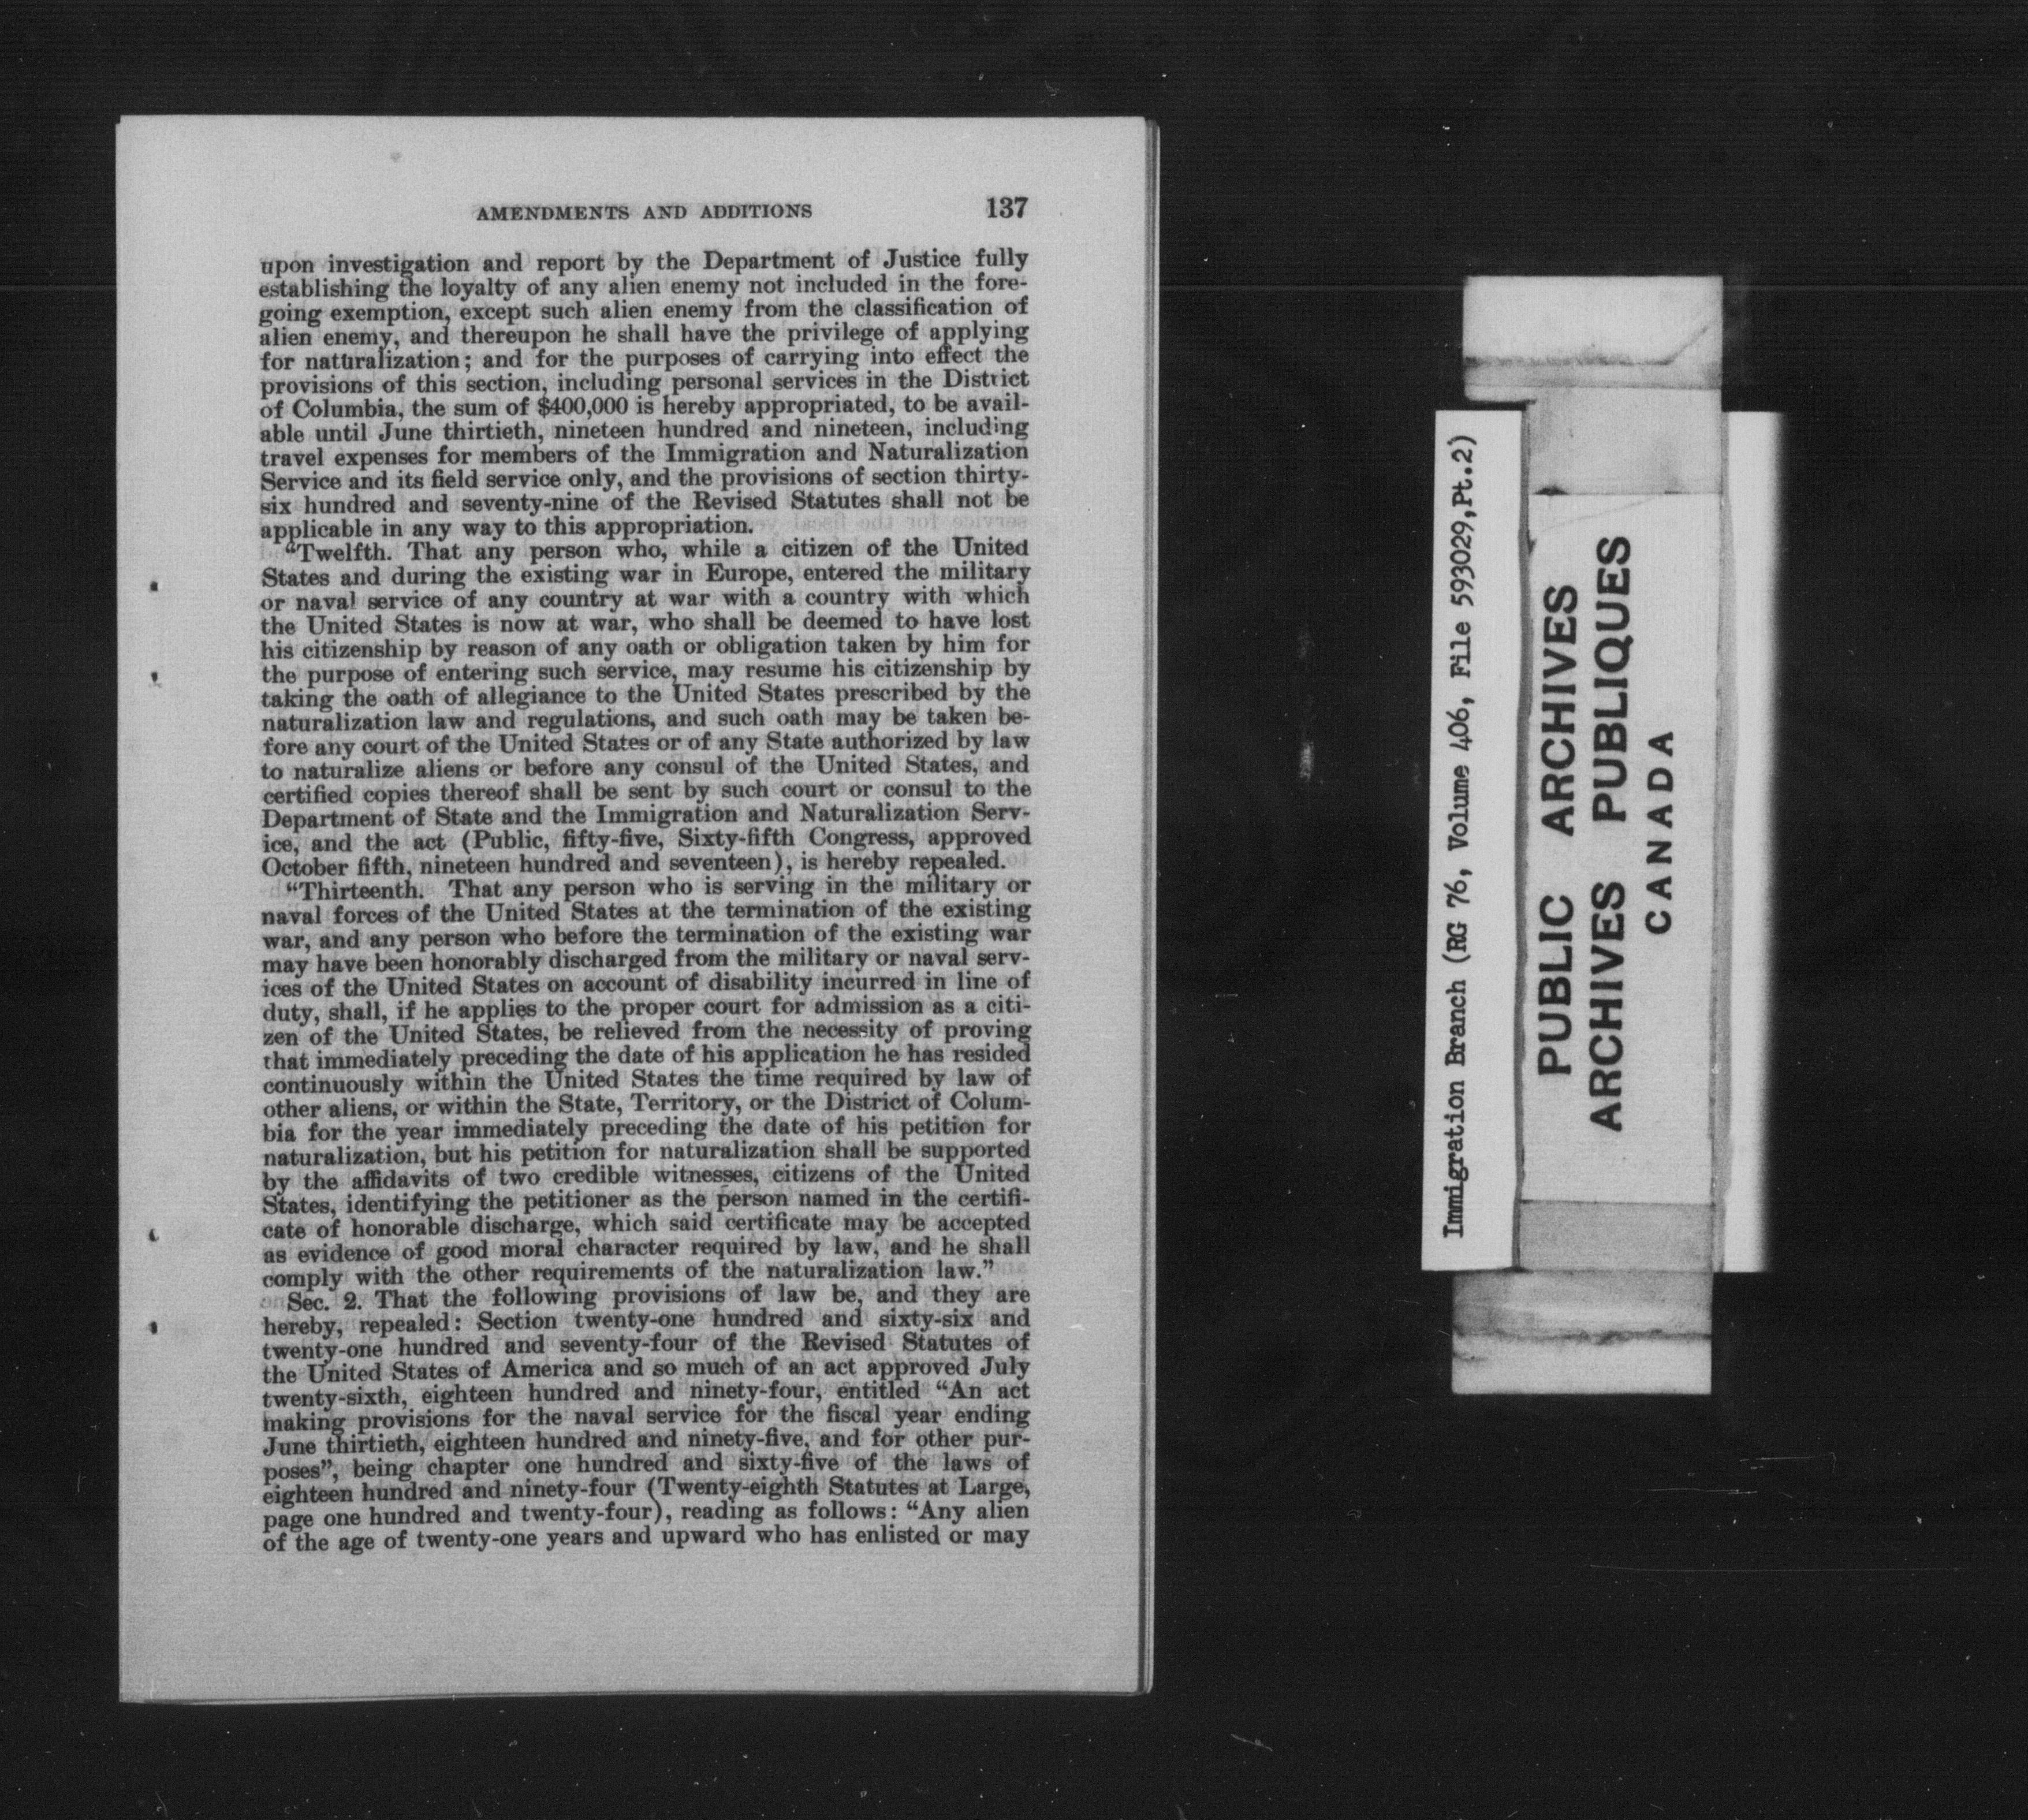 AMENDMENTS AND ADDITIONS 137
upon investigation and report by the Department of Justice fully
establishing the loyalty of any alien enemy not included in the fore-
going exemption, except such alien enemy from the classification of
alien enemy, and thereupon he shall have the privilege of applying
for naturalization; and for the purposes of carrying into effect the
provisions of this section, including personal services in the District
of Columbia, the sum of $400,000 is hereby appropriated, to be avail-
able until June thirtieth, nineteen hundred and nineteen, including
travel expenses for members of the Immigration and Naturalization
Service and its field service only, and the provisions of section thirty-
six hundred and seventy-nine of the Revised Statutes shall not be
applicable in any way to this appropriation.
“Twelfth. That any person who, while a citizen of the United
States and during the existing war in Europe, entered the military
or naval service of any country at war with a country with which
the United States is now at war, who shall be deemed to have lost
his citizenship by reason of any oath or obligation taken by him for
the purpose of entering such service, may resume his citizenship by
taking the oath of allegiance to the United States prescribed by the
naturalization law and regulations, and such oath may be taken be-
fore any court of the United States or of any State authorized by law
to naturalize aliens or before any consul of the United States, and
certified copies thereof shall be sent by such court or consul to the
Department of State and the Immigration and Naturalization Serv-
ice, and the act (Public, fifty-five, Sixty-fifth Congress, approved
October fifth, nineteen hundred and seventeen), is hereby repealed.
“Thirteenth. That any person who is serving in the military or
naval forces of the United States at the termination of the existing
war, and any person who before the termination of the existing war
may have been honorably discharged from the military or naval serv-
ices of the United States on account of disability incurred in line of
duty, shall, if he applies to the proper court for admission as a citi-
zen of the United States, be relieved from the necessity of proving
that immediately preceding the date of his application he has resided
continuously within the United States the time required by law of
other aliens, or within the State, Territory, or the District of Colum-
bia for the year immediately preceding the date of his petition for
naturalization, but his petition for naturalization shall be supported
by the affidavits of two credible witnesses, citizens of the United
States, identifying the petitioner as the person named in the certifi-
cate of honorable discharge, which said certificate may be accepted
as evidence of good moral character required by law, and he shall
comply with the other requirements of the naturalization law.”
Sec. 2. That the following provisions of law be, and they are
hereby, repealed: Section twenty-one hundred and sixty-six and
twenty-one hundred and seventy-four of the Revised Statutes of
the United States of America and so much of an act approved July
twenty-sixth, eighteen hundred and ninety-four, entitled “An act
making provisions for the naval service for the fiscal year ending
June thirtieth, eighteen hundred and ninety-five, and for other pur-
poses”, being chapter one hundred and sixty-five of the laws of
eighteen hundred and ninety-four (Twenty-eighth Statutes at Large,
page one hundred and twenty-four), reading as follows: “Any alien
of the age of twenty-one years and upward who has enlisted or may
Immigration Branch (RG 76, Volume 406, File 593029,Pt.2)
PUBLIC ARCHIVES
ARCHIVES PUBLIQUES
CANADA